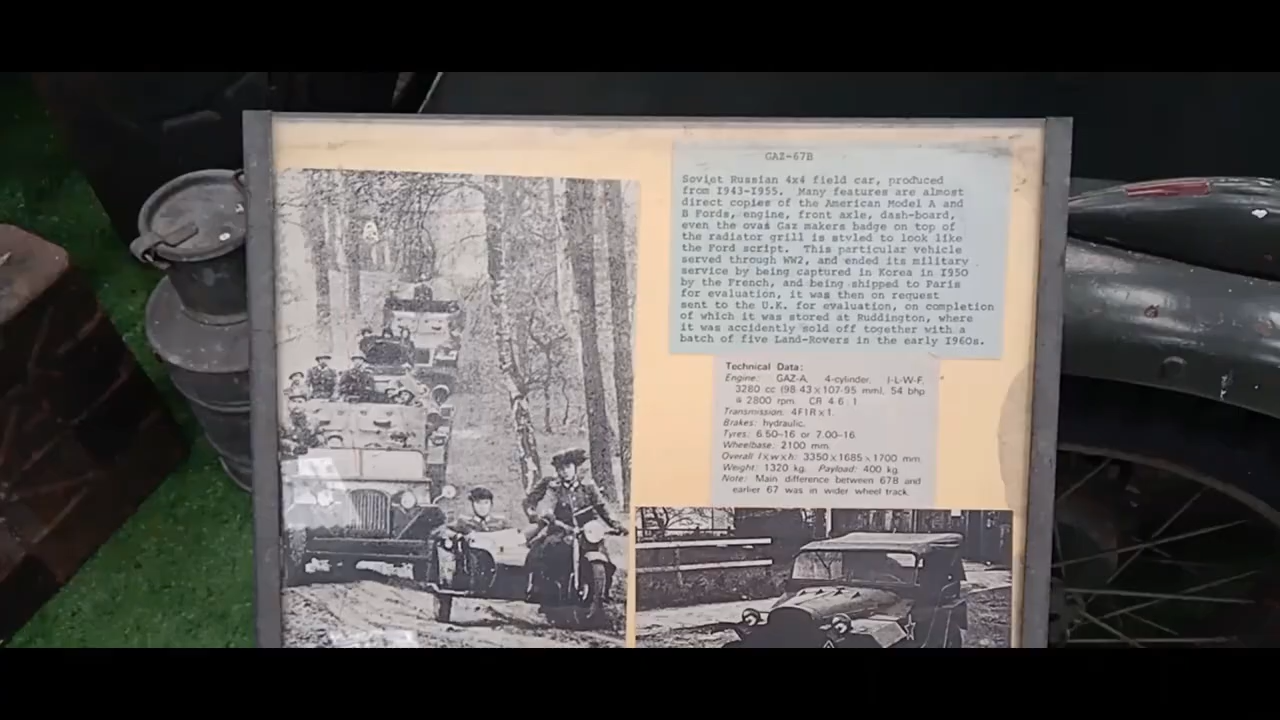 GAZ-67B
Soviet Russian 4x4 field car, produced
from I943-I955. Many features are almost
direct copies of the American Model A and
B Fords, engine, front axle, dash-board,
even the ovas Gaz makers badge on top of
the radiator grill is styled to look like
the Ford script. This particular vehicle
served through WW2, and ended its military
service by being captured in Korea in I950
by the French, and being shipped to Paris
for evaluation, it was then on request
sent to the U.K. for evaluation, on completion
of which it was stored at Ruddington, where
it was accidently sold off together with a
batch of five Land-Rovers in the early I960s.
Technical Data:
Engine: GAZ-A, 4-cylinder, I-L-W-F,
3280 cc (98·43 x 107·95 mm), 54 bhp
@ 2800 rpm. CR 4·6 : 1
Transmission: 4F1R x 1.
Brakes: hydraulic.
Tyres: 6.50-16 or 7.00-16.
Wheelbase: 2100 mm.
Overall l x w x h: 3350 x 1685 x 1700 mm.
Weight: 1320 kg. Payload: 400 kg.
Note: Main difference between 67B and
earlier 67 was in wider wheel track.